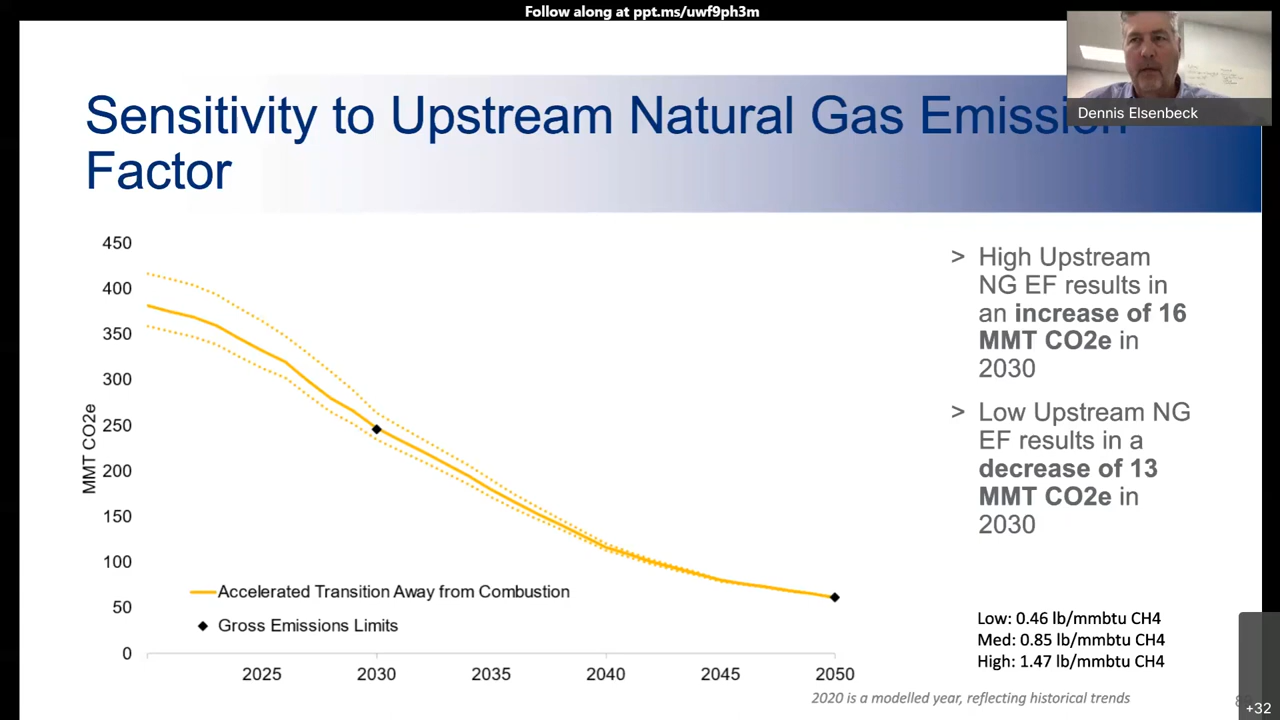 Follow along at ppt.ms/uwf9ph3m
Dennis Elsenbeck
Sensitivity to Upstream Natural Gas Emission
Factor
450
400
350
300
250
200
150
100
50
0
MMT CO2e
Accelerated Transition Away from Combustion
Gross Emissions Limits
2025 2030 2035 2040 2045 2050
> High Upstream
NG EF results in
an increase of 16
MMT CO2e in
2030
> Low Upstream NG
EF results in a
decrease of 13
MMT CO2e in
2030
Low: 0.46 lb/mmbtu CH4
Med: 0.85 lb/mmbtu CH4
High: 1.47 lb/mmbtu CH4
2020 is a modelled year, reflecting historical trends
+32